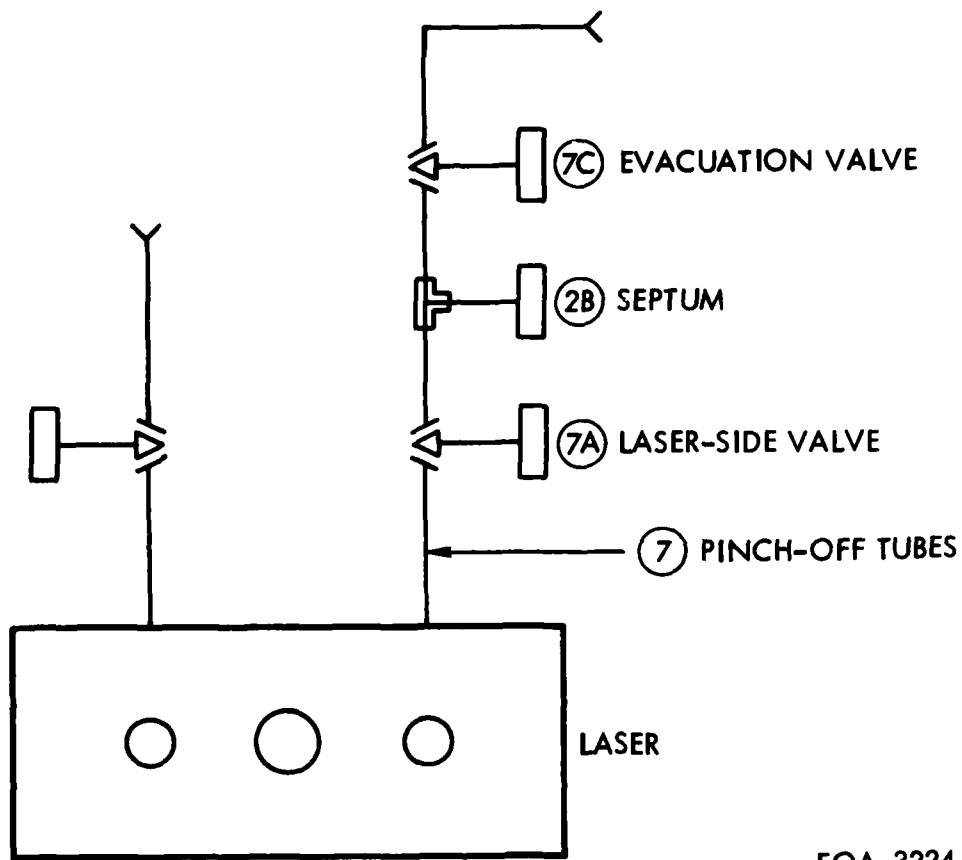 7C EVACUATION VALVE
2B SEPTUM
7A LASER-SIDE VALVE
7 PINCH-OFF TUBES
LASER